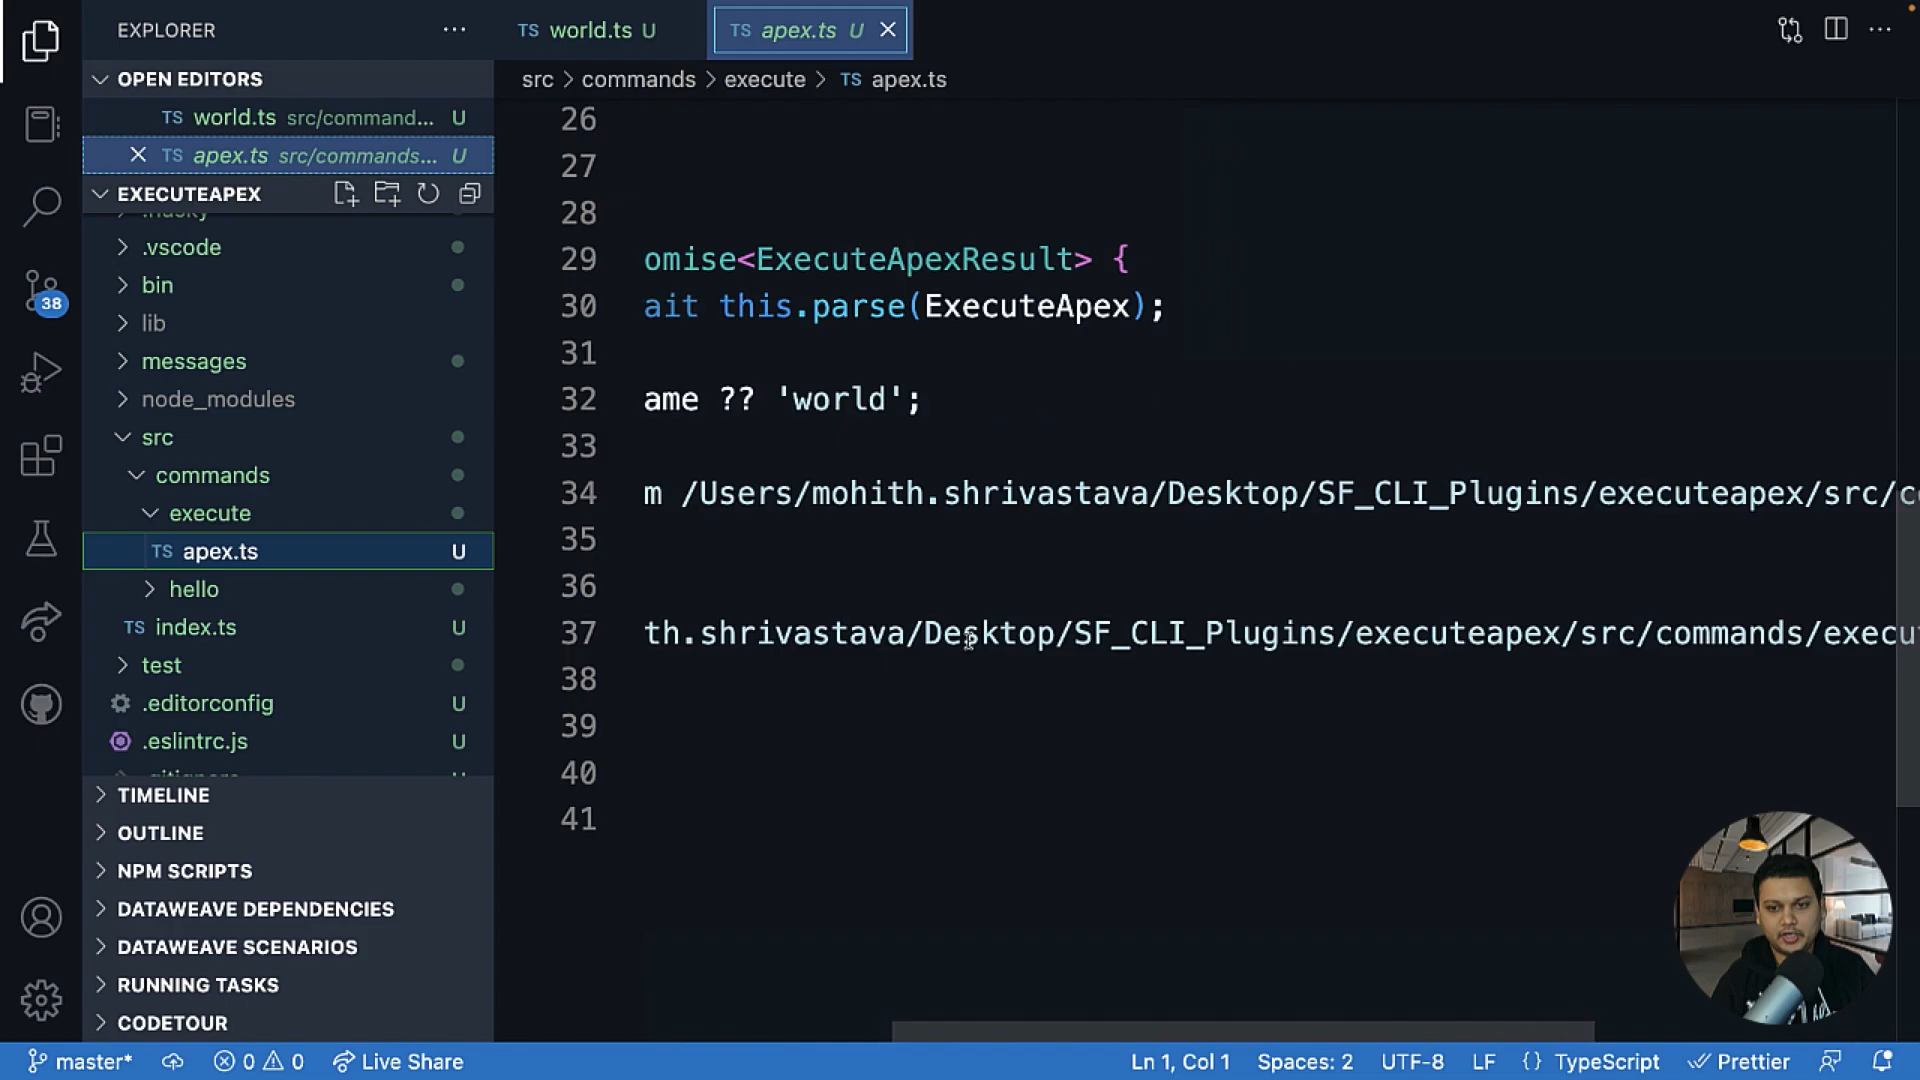 EXPLORER
OPEN EDITORS
TS world.ts src/command... U
TS apex.ts src/commands... U
EXECUTEAPEX
.husky
.vscode
bin
lib
messages
node_modules
src
commands
execute
TS apex.ts U
hello
TS index.ts U
test
.editorconfig U
.eslintrc.js U
.gitignore U
TIMELINE
OUTLINE
NPM SCRIPTS
DATAWEAVE DEPENDENCIES
DATAWEAVE SCENARIOS
RUNNING TASKS
CODETOUR
38
TS world.ts U
TS apex.ts U
src > commands > execute > TS apex.ts
26
27
28
29 omise<ExecuteApexResult> {
30 ait this.parse(ExecuteApex);
31
32 ame ?? 'world';
33
34 m /Users/mohith.shrivastava/Desktop/SF_CLI_Plugins/executeapex/src/co
35
36
37 th.shrivastava/Desktop/SF_CLI_Plugins/executeapex/src/commands/execu
38
39
40
41
master* 0 0 Live Share Ln 1, Col 1 Spaces: 2 UTF-8 LF {} TypeScript Prettier